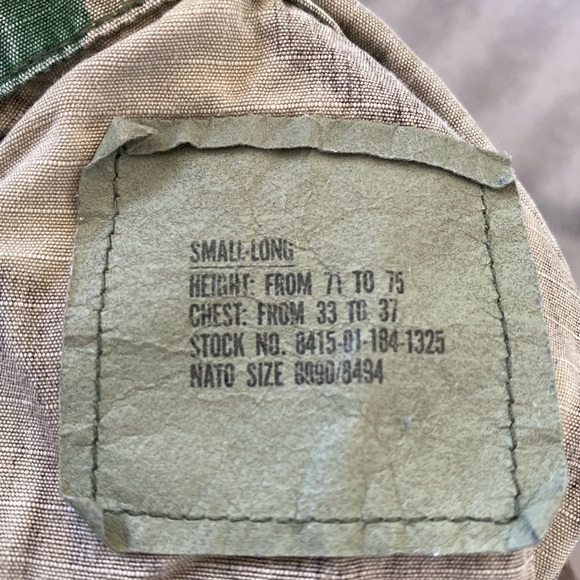 SMALL-LONG
HEIGHT: FROM 71 TO 75
CHEST: FROM 33 TO 37
STOCK NO. 8415-01-184-1325
NATO SIZE 8090/8494